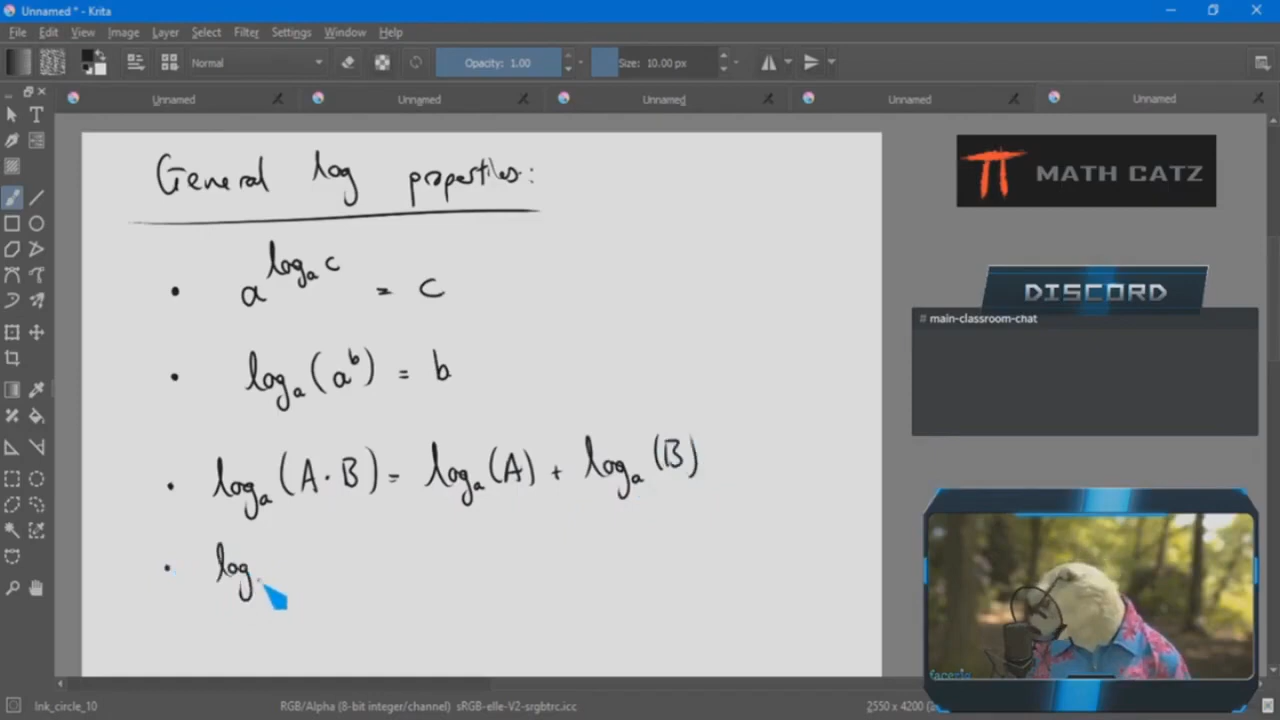 Unnamed * - Krita
File Edit View Image Layer Select Filter Settings Window Help
Normal Opacity: 1.00 Size: 10.00 px
Unnamed Unnamed Unnamed Unnamed Unnamed
General log properties:
MATH CATZ
a^{log_a c} = c
DISCORD
# main-classroom-chat
• log_a(a^b) = b
• log_a(A·B) = log_a(A) + log_a(B)
• log
facerig
Ink_circle_10 RGB/Alpha (8-bit integer/channel) sRGB-elle-V2-srgbtrc.icc 2550 x 4200 (2